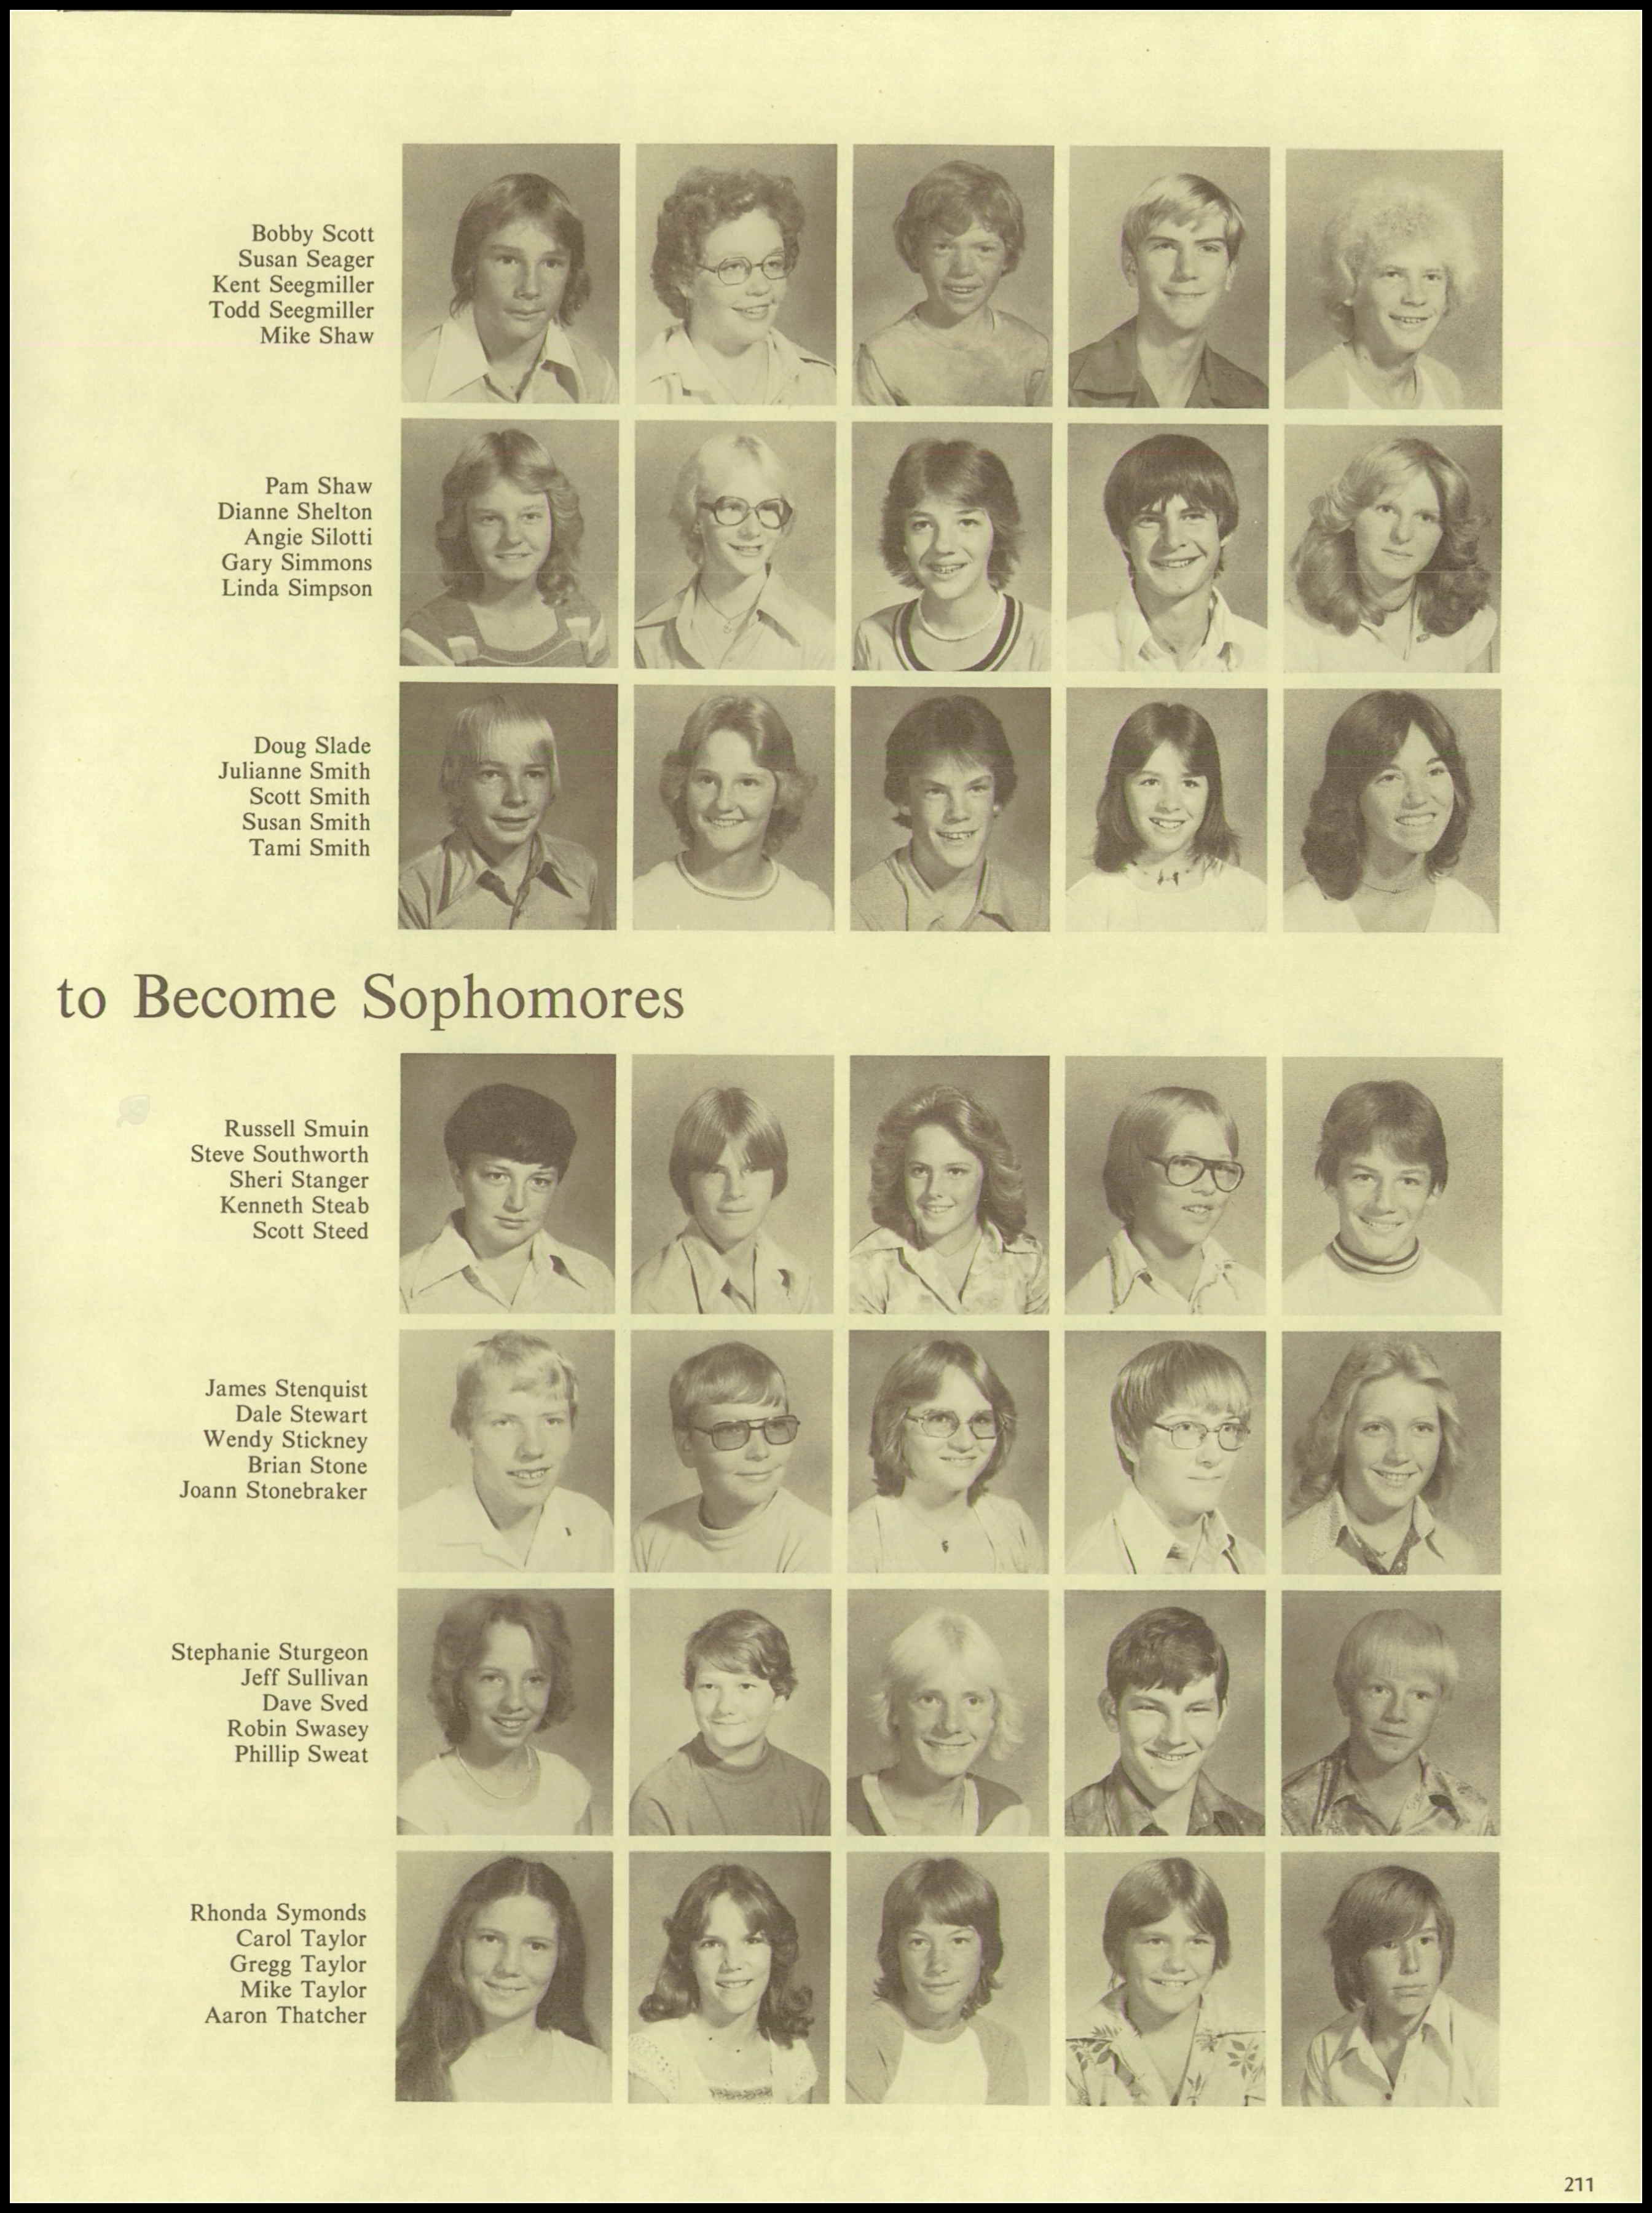 Bobby Scott
Susan Seager
Kent Seegmiller
Todd Seegmiller
Mike Shaw
Pam Shaw
Dianne Shelton
Angie Silotti
Gary Simmons
Linda Simpson
Doug Slade
Julianne Smith
Scott Smith
Susan Smith
Tami Smith
to Become Sophomores
Russell Smuin
Steve Southworth
Sheri Stanger
Kenneth Steab
Scott Steed
James Stenquist
Dale Stewart
Wendy Stickney
Brian Stone
Joann Stonebraker
Stephanie Sturgeon
Jeff Sullivan
Dave Sved
Robin Swasey
Phillip Sweat
Rhonda Symonds
Carol Taylor
Gregg Taylor
Mike Taylor
Aaron Thatcher
211